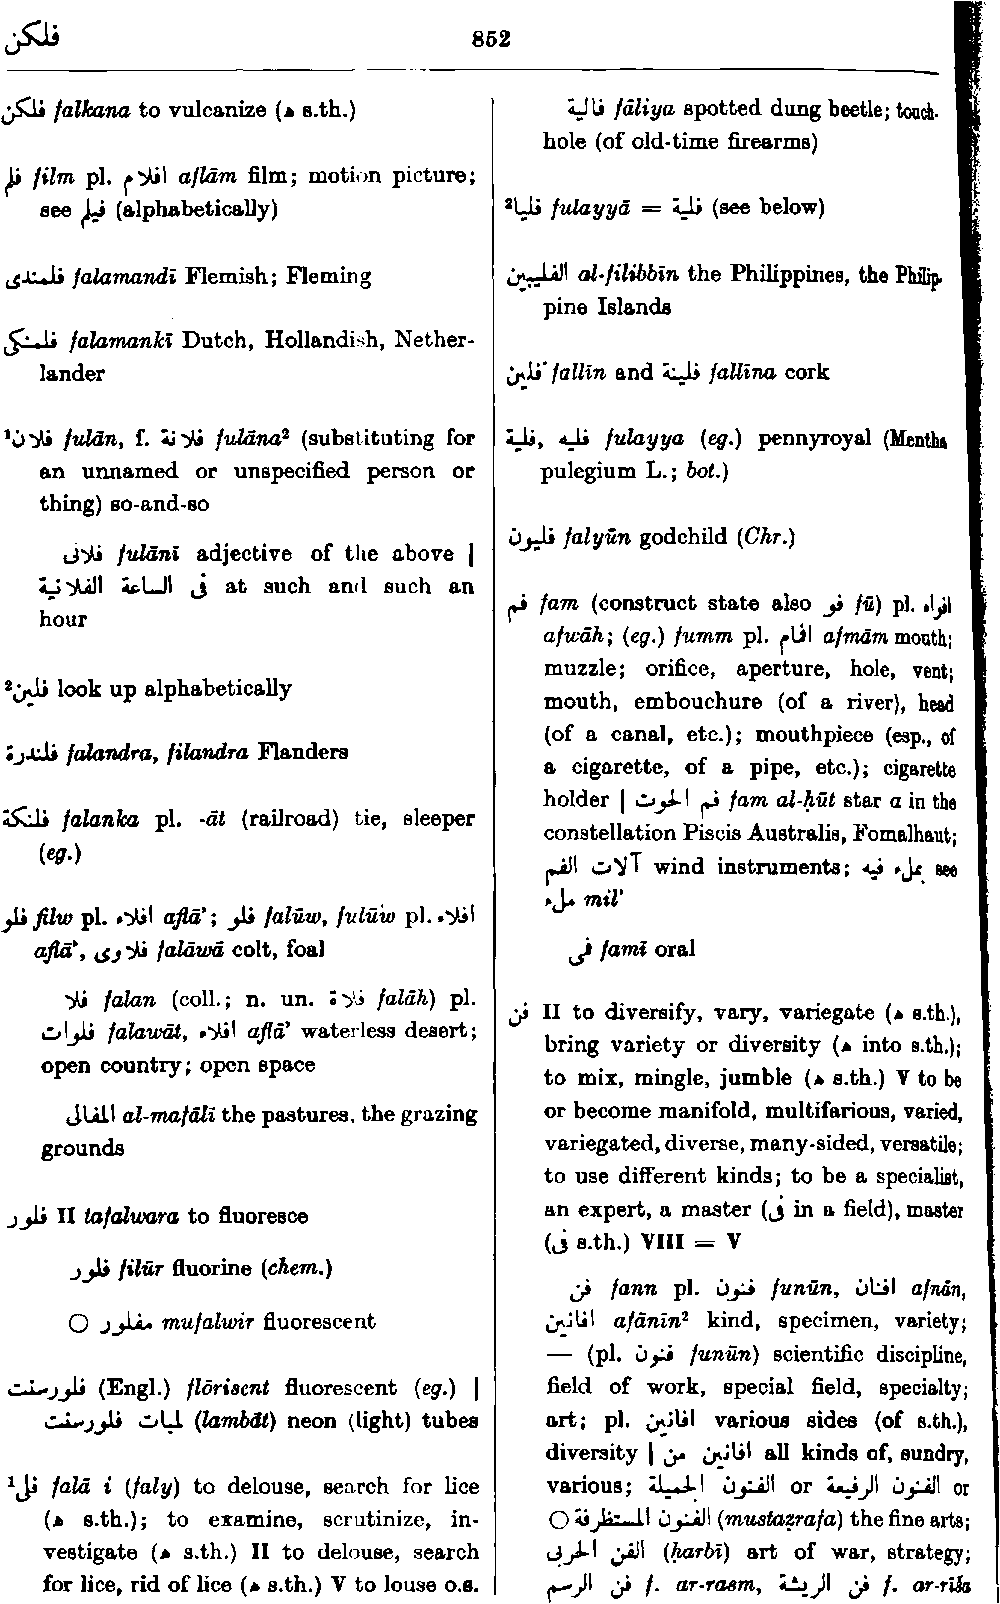 فلكن
852
فلكن falkana to vulcanize (ه s.th.)
فلم film pl. افلام aflām film; motion picture;
see فيلم (alphabetically)
فلمندى falamandī Flemish; Fleming
فلمنكى falamankī Dutch, Hollandish, Nether-
lander
¹فلان fulān, f. فلانة fulāna² (substituting for
an unnamed or unspecified person or
thing) so-and-so
فلانى fulānī adjective of the above |
فى الساعة الفلانية at such and such an
hour
²فلين look up alphabetically
فلندرة falandra, filandra Flanders
فلنكة falanka pl. -āt (railroad) tie, sleeper
(eg.)
فلو filw pl. افلاء aflā’; فلو falūw, fulūw pl. افلاء
aflā’, فلاوى falāwā colt, foal
فلا falan (coll.; n. un. فلاة falāh) pl.
فلوات falawāt, افلاء aflā’ waterless desert;
open country; open space
المفالى al-mafālī the pastures, the grazing
grounds
فلور II tafalwara to fluoresce
فلور filūr fluorine (chem.)
○ مفلور mufalwir fluorescent
فلورسنت (Engl.) flōrisent fluorescent (eg.) |
لمبات فلورسنت (lambāt) neon (light) tubes
¹فلى falā i (faly) to delouse, search for lice
(ه s.th.); to examine, scrutinize, in-
vestigate (ه s.th.) II to delouse, search
for lice, rid of lice (ه s.th.) V to louse o.s.
فالية fāliya spotted dung beetle; touch-
hole (of old-time firearms)
²فليا fulayyā = فلية (see below)
الفلبين al-filibbīn the Philippines, the Philip-
pine Islands
فلين fallīn and فلينة fallīna cork
فلية, فليه fulayya (eg.) pennyroyal (Mentha
pulegium L.; bot.)
فليون falyūn godchild (Chr.)
فم fam (construct state also فو fū) pl. افواه
afwāh; (eg.) fumm pl. افمام afmām mouth;
muzzle; orifice, aperture, hole, vent;
mouth, embouchure (of a river), head
(of a canal, etc.); mouthpiece (esp., of
a cigarette, of a pipe, etc.); cigarette
holder | فم الحوت fam al-ḥūt star a in the
constellation Piscis Australis, Fomalhaut;
آلات الفم wind instruments; بملء فيه see
ملء mil’
فمى famī oral
فن II to diversify, vary, variegate (ه s.th.),
bring variety or diversity (ه into s.th.);
to mix, mingle, jumble (ه s.th.) V to be
or become manifold, multifarious, varied,
variegated, diverse, many-sided, versatile;
to use different kinds; to be a specialist,
an expert, a master (فى in a field), master
(فى s.th.) VIII = V
فن fann pl. فنون funūn, افنان afnān,
افانين afānīn² kind, specimen, variety;
— (pl. فنون funūn) scientific discipline,
field of work, special field, specialty;
art; pl. افانين various sides (of s.th.),
diversity | افانين من all kinds of, sundry,
various; الفنون الجميلة or الفنون الرفيعة or
○ الفنون المستظرفة (mustaẓrafa) the fine arts;
الفن الحربى (ḥarbī) art of war, strategy;
فن الرسم f. ar-rasm, فن الريشة f. ar-rīša